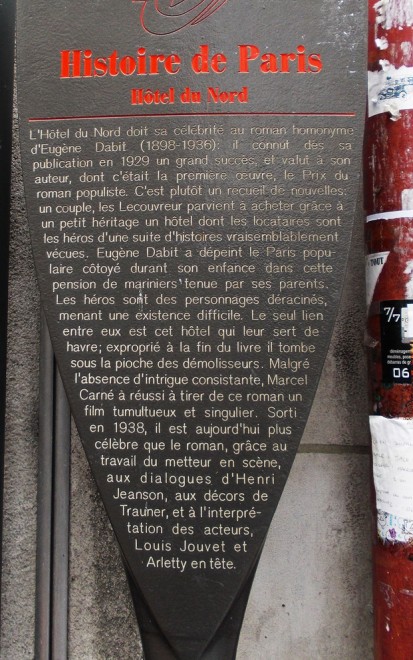 Histoire de Paris
Hôtel du Nord
L'Hôtel du Nord doit sa célébrité au roman homonyme
d'Eugène Dabit (1898-1936): il connût dès sa
publication en 1929 un grand succès, et valut à son
auteur, dont c'était la première œuvre, le Prix du
roman populiste. C'est plutôt un recueil de nouvelles:
un couple, les Lecouvreur parvient à acheter grâce à
un petit héritage un hôtel dont les locataires sont
les héros d'une suite d'histoires vraisemblablement
vécues. Eugène Dabit a dépeint le Paris popu-
laire côtoyé durant son enfance dans cette
pension de mariniers tenue par ses parents.
Les héros sont des personnages déracinés,
menant une existence difficile. Le seul lien
entre eux est cet hôtel qui leur sert de
havre; exproprié à la fin du livre il tombe
sous la pioche des démolisseurs. Malgré
l'absence d'intrigue consistante, Marcel
Carné à réussi à tirer de ce roman un
film tumultueux et singulier. Sorti
en 1938, il est aujourd'hui plus
célèbre que le roman, grâce au
travail du metteur en scène,
aux dialogues d'Henri
Jeanson, aux décors de
Trauner, et à l'interpré-
tation des acteurs,
Louis Jouvet et
Arletty en tête.
7/7
06